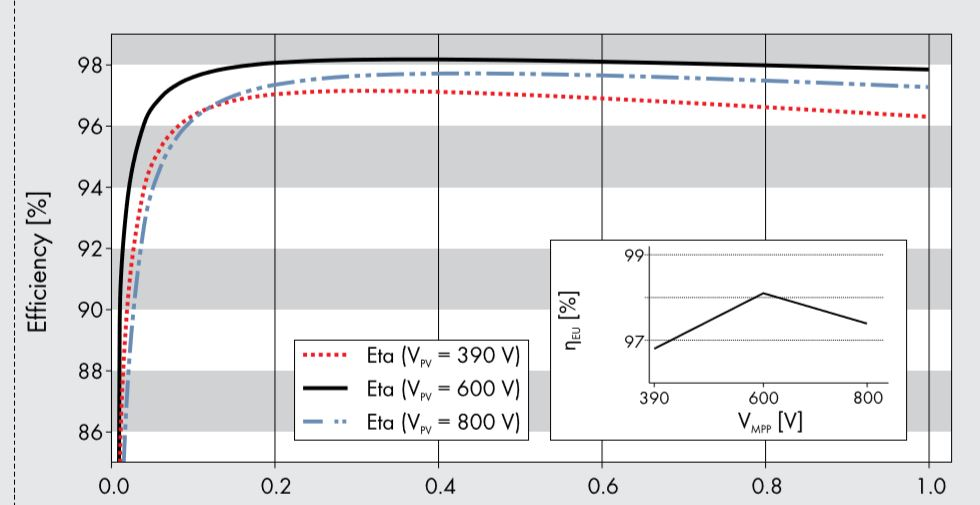 Efficiency [%]
98
96
94
92
90
88
86
0.0 0.2 0.4 0.6 0.8 1.0
Eta (V_PV = 390 V)
Eta (V_PV = 600 V)
Eta (V_PV = 800 V)
η_EU [%]
99
97
390 600 800
V_MPP [V]